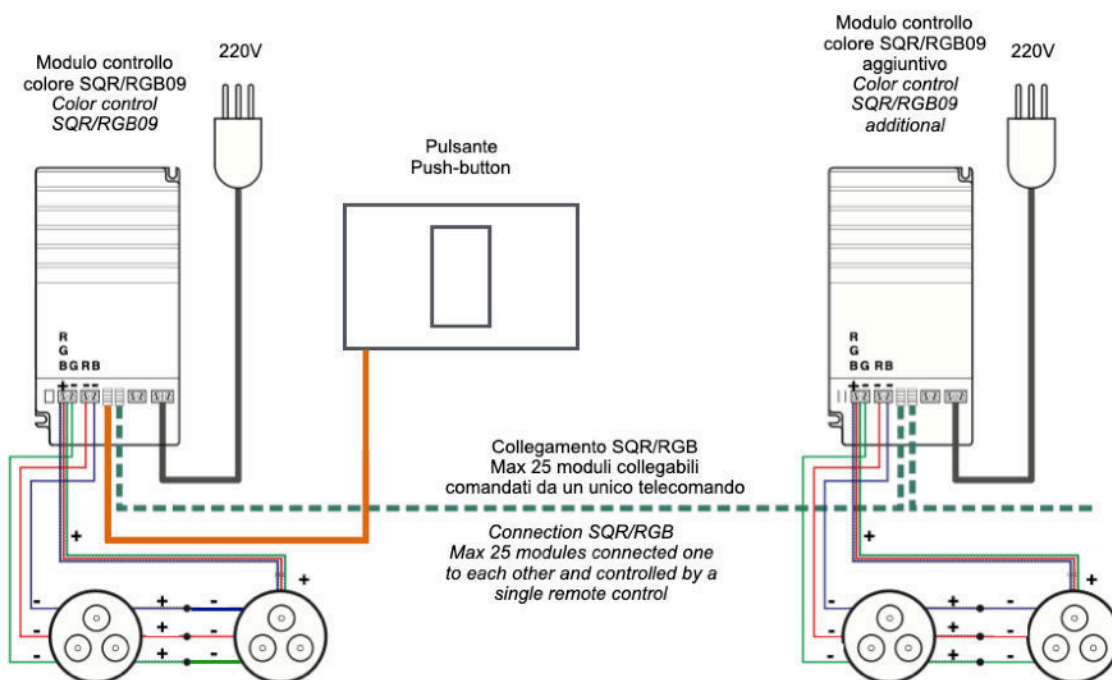 Modulo controllo
colore SQR/RGB09
Color control
SQR/RGB09
220V
Pulsante
Push-button
Modulo controllo
colore SQR/RGB09
aggiuntivo
Color control
SQR/RGB09
additional
220V
R
G
BG RB
+- --
R
G
BG RB
+- --
Collegamento SQR/RGB
Max 25 moduli collegabili
comandati da un unico telecomando
Connection SQR/RGB
Max 25 modules connected one
to each other and controlled by a
single remote control
+
+
- + -
- + -
- + -
+
+
- + -
- + -
- + -